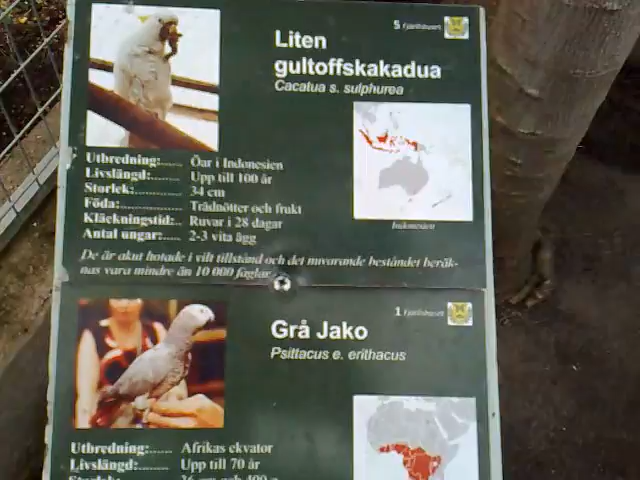 5 Fjärilshuset
Liten
gultoffskakadua
Cacatua s. sulphurea
Utbredning:...... Öar i Indonesien
Livslängd:........ Upp till 100 år
Storlek:............ 34 cm
Föda:............... Trädnötter och frukt
Kläckningstid:.. Ruvar i 28 dagar
Antal ungar:..... 2-3 vita ägg
Indonesien
De är akut hotade i vilt tillstånd och det nuvarande beståndet beräk-
nas vara mindre än 10 000 fåglar
1 Fjärilshuset
Grå Jako
Psittacus e. erithacus
Utbredning:...... Afrikas ekvator
Livslängd:........ Upp till 70 år